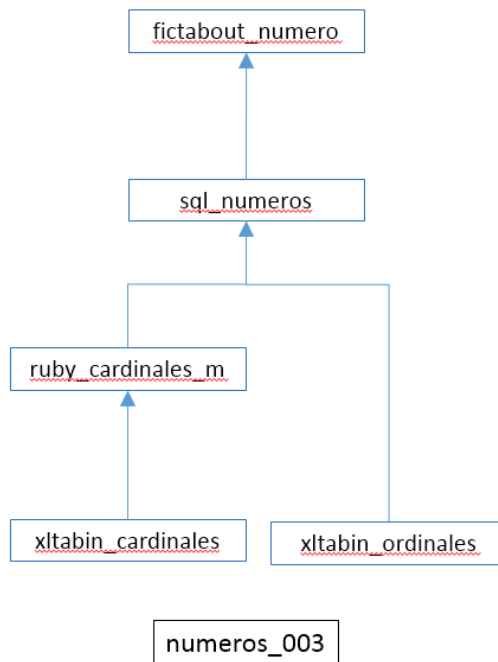 fictabout_numero
sql_numeros
ruby_cardinales_m
xltabin_cardinales
xltabin_ordinales
numeros_003